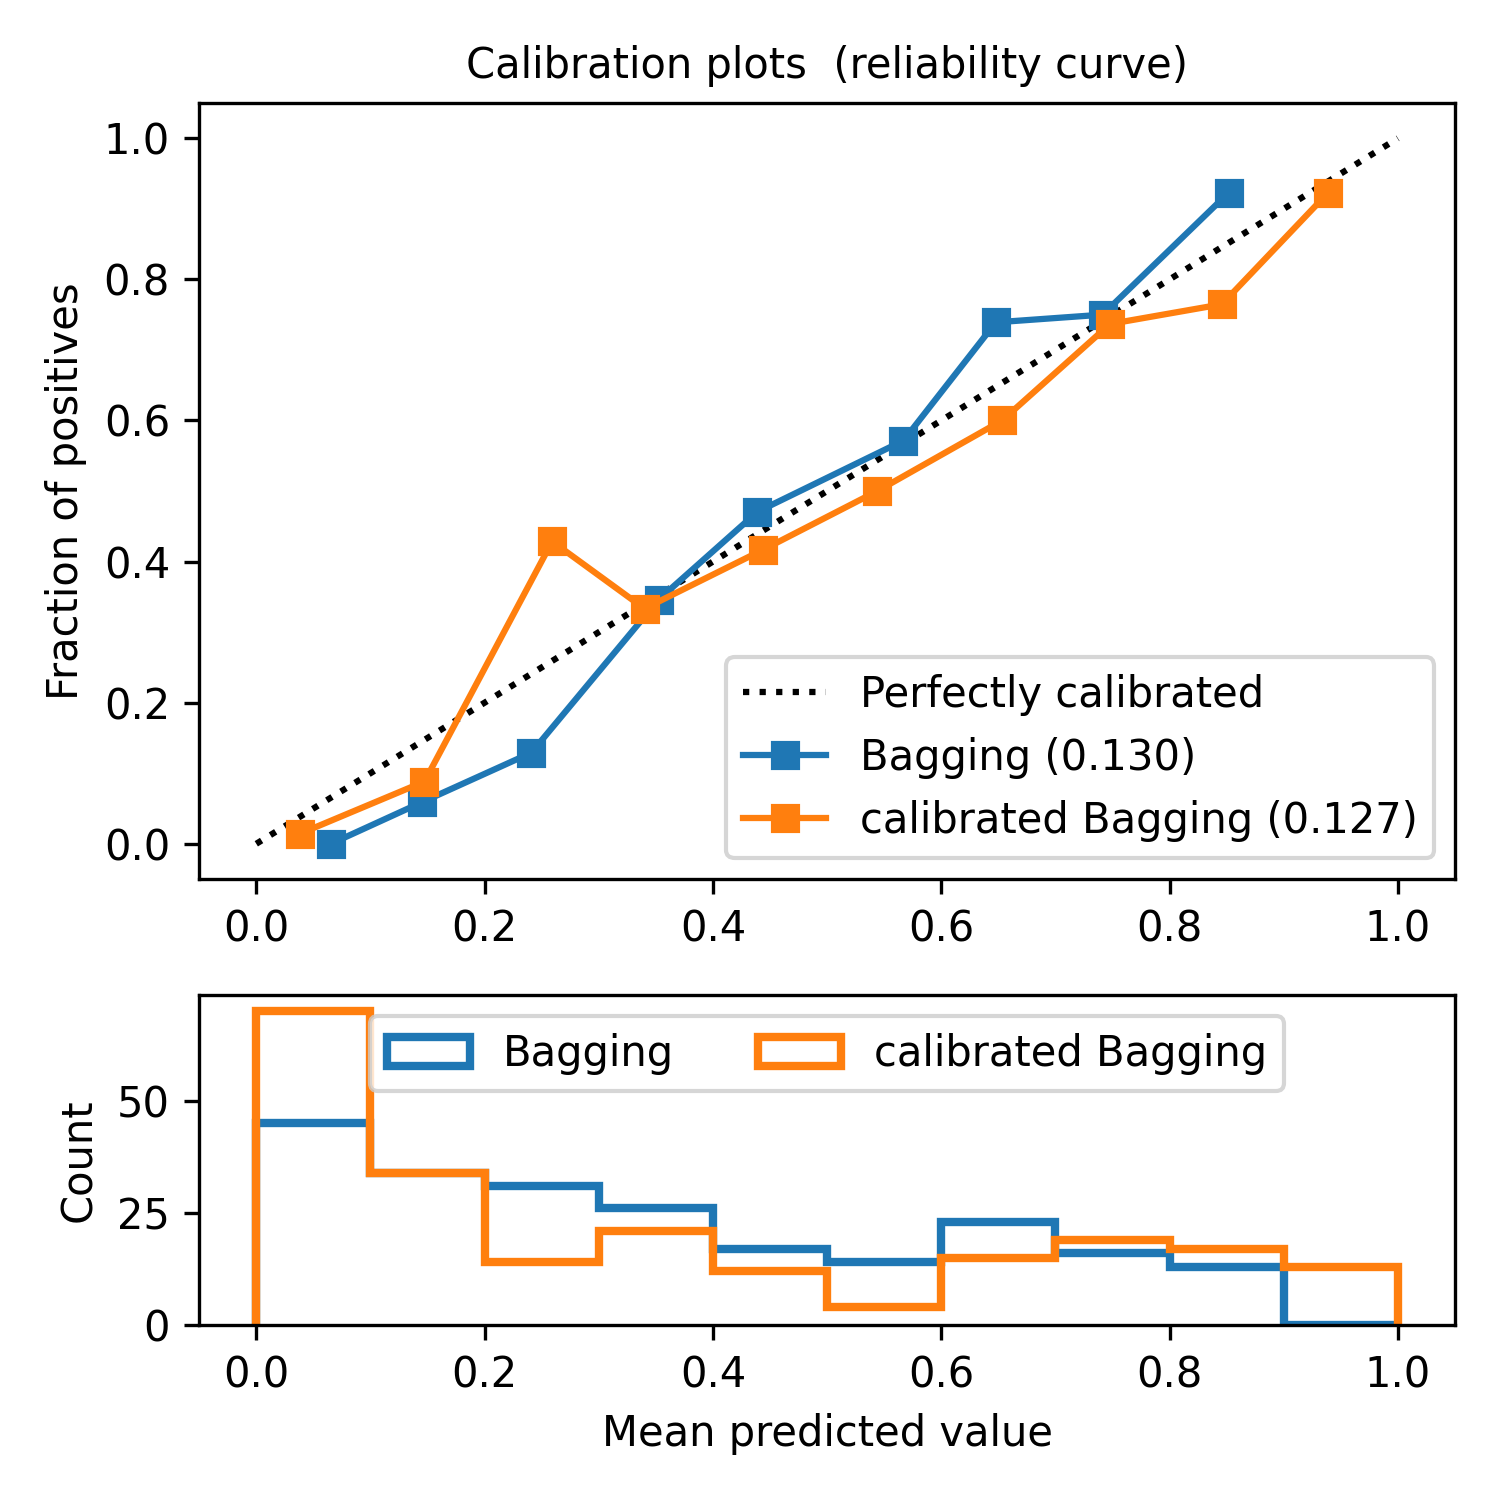 Calibration plots  (reliability curve)
Fraction of positives
1.0
0.8
0.6
0.4
0.2
0.0
Perfectly calibrated
Bagging (0.130)
calibrated Bagging (0.127)
0.0 0.2 0.4 0.6 0.8 1.0
Bagging calibrated Bagging
Count
50
25
0
0.0 0.2 0.4 0.6 0.8 1.0
Mean predicted value